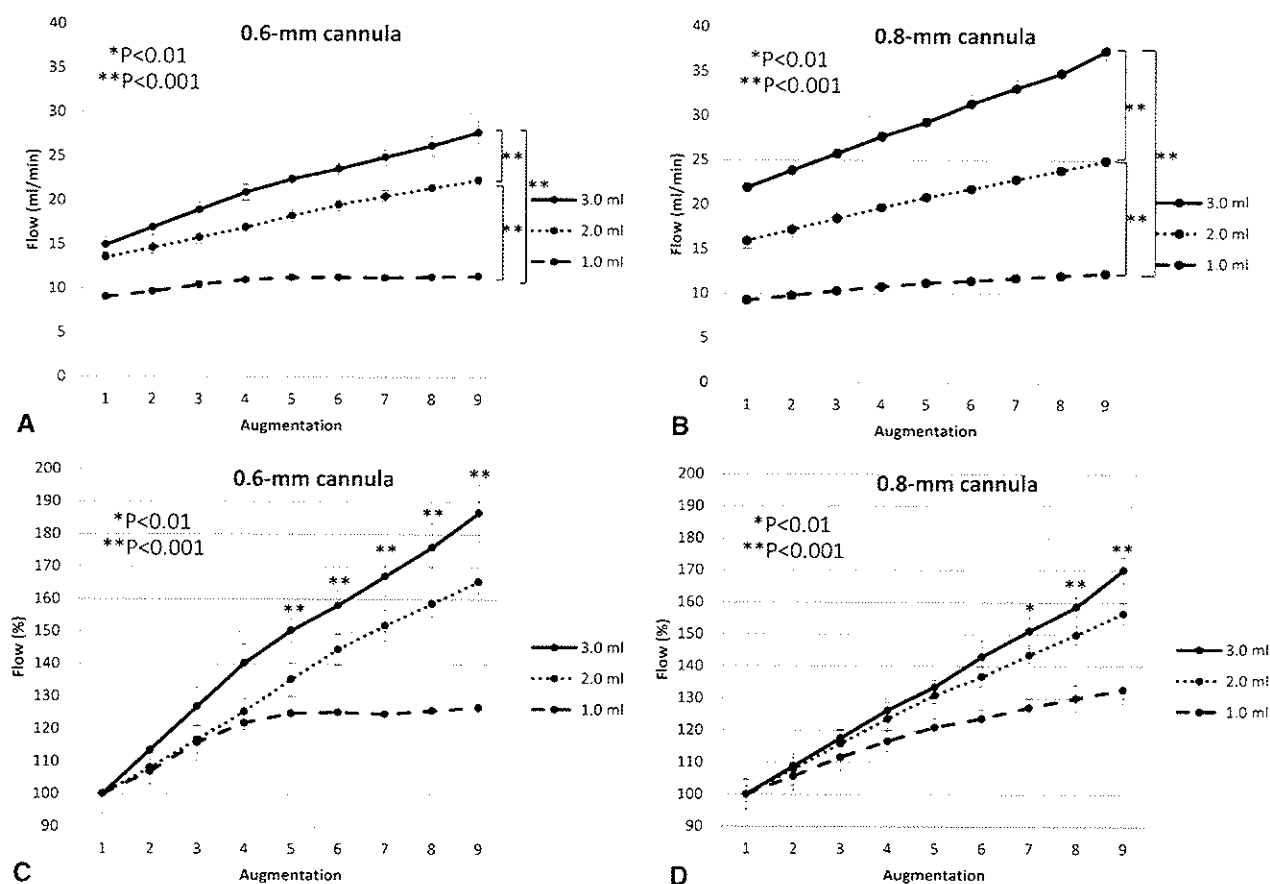 0.6-mm cannula
*P<0.01
**P<0.001
40
35
30
25
20
15
10
5
0
Flow (ml/min)
1 2 3 4 5 6 7 8 9
Augmentation
**
**
**
3.0 ml
2.0 ml
1.0 ml
A
0.8-mm cannula
*P<0.01
**P<0.001
40
35
30
25
20
15
10
5
0
Flow (ml/min)
1 2 3 4 5 6 7 8 9
Augmentation
**
**
**
3.0 ml
2.0 ml
1.0 ml
B
0.6-mm cannula
*P<0.01
**P<0.001
200
190
180
170
160
150
140
130
120
110
100
90
Flow (%)
1 2 3 4 5 6 7 8 9
Augmentation
** ** ** ** **
3.0 ml
2.0 ml
1.0 ml
C
0.8-mm cannula
*P<0.01
**P<0.001
200
190
180
170
160
150
140
130
120
110
100
90
Flow (%)
1 2 3 4 5 6 7 8 9
Augmentation
* ** **
3.0 ml
2.0 ml
1.0 ml
D